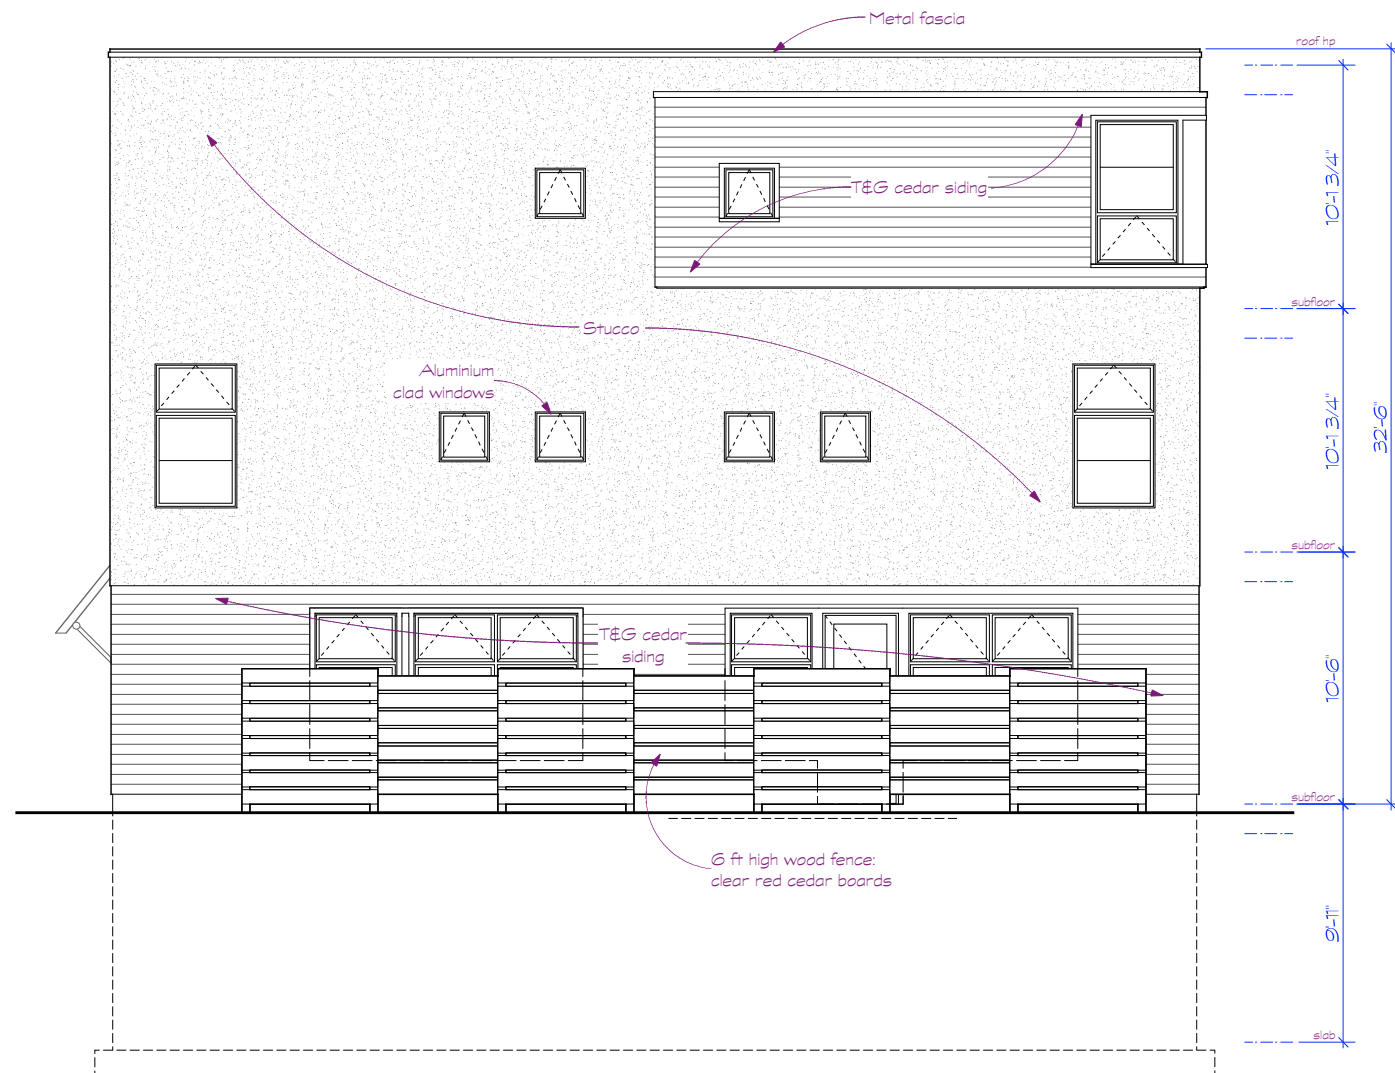 Metal fascia
roof hp
T&G cedar siding
10'-1 3/4"
subfloor
Stucco
Aluminium
clad windows
10'-1 3/4"
32'-6"
subfloor
T&G cedar
siding
10'-6"
subfloor
6 ft high wood fence:
clear red cedar boards
9'-11"
slab